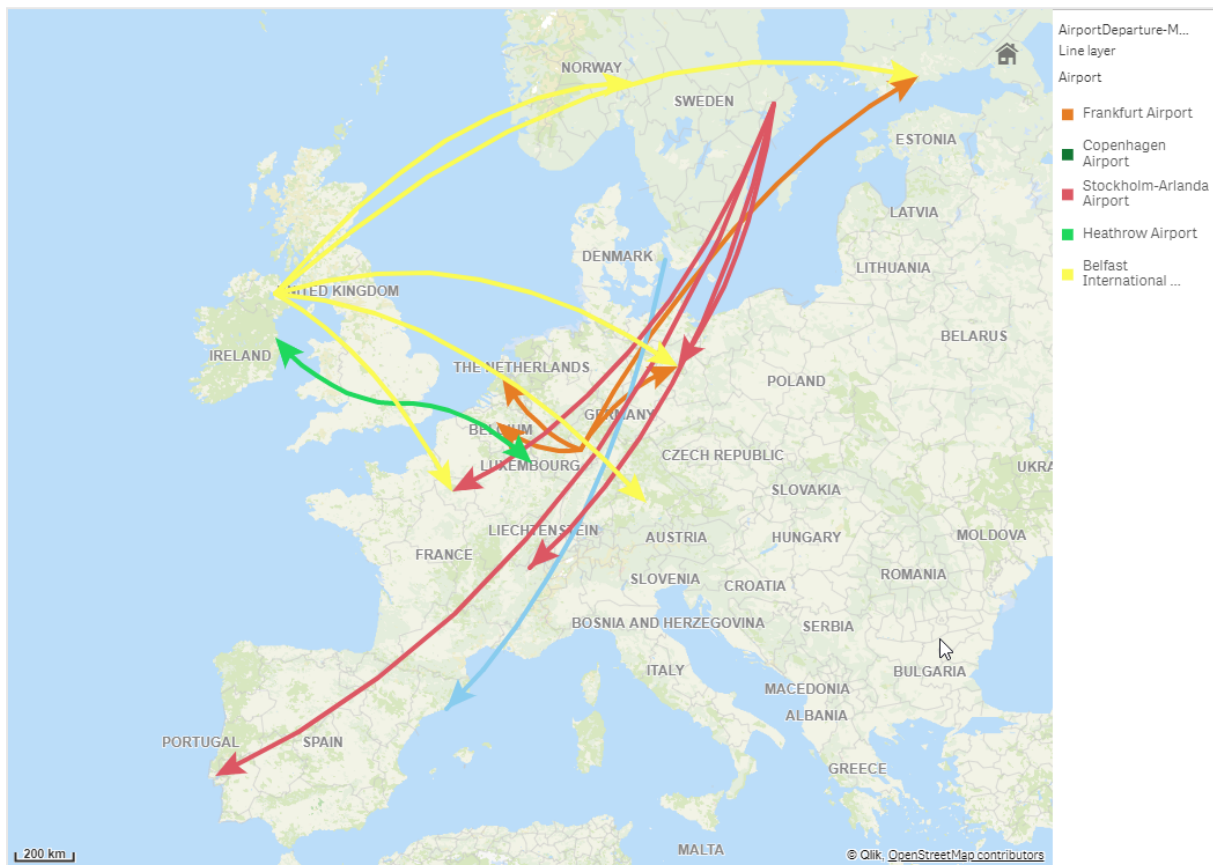 NORWAY
SWEDEN
ESTONIA
LATVIA
DENMARK
LITHUANIA
UNITED KINGDOM
BELARUS
IRELAND
THE NETHERLANDS
POLAND
GERMANY
BELGIUM
CZECH REPUBLIC
LUXEMBOURG
UKRA
SLOVAKIA
LIECHTENSTEIN
AUSTRIA
HUNGARY
MOLDOVA
FRANCE
ROMANIA
SLOVENIA
CROATIA
BOSNIA AND HERZEGOVINA
SERBIA
ITALY
BULGARIA
MACEDONIA
ALBANIA
PORTUGAL
SPAIN
GREECE
MALTA
200 km
© Qlik, OpenStreetMap contributors
AirportDeparture-M...
Line layer
Airport
Frankfurt Airport
Copenhagen
Airport
Stockholm-Arlanda
Airport
Heathrow Airport
Belfast
International ...